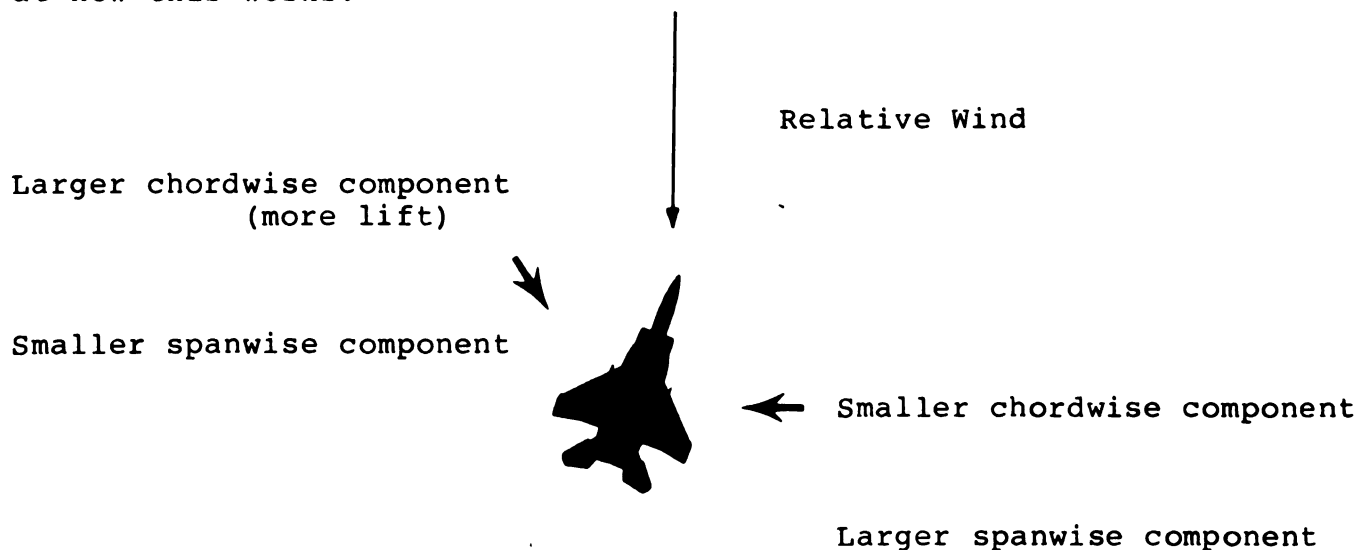 Relative Wind
Larger chordwise component
(more lift)
Smaller spanwise component
Smaller chordwise component
Larger spanwise component